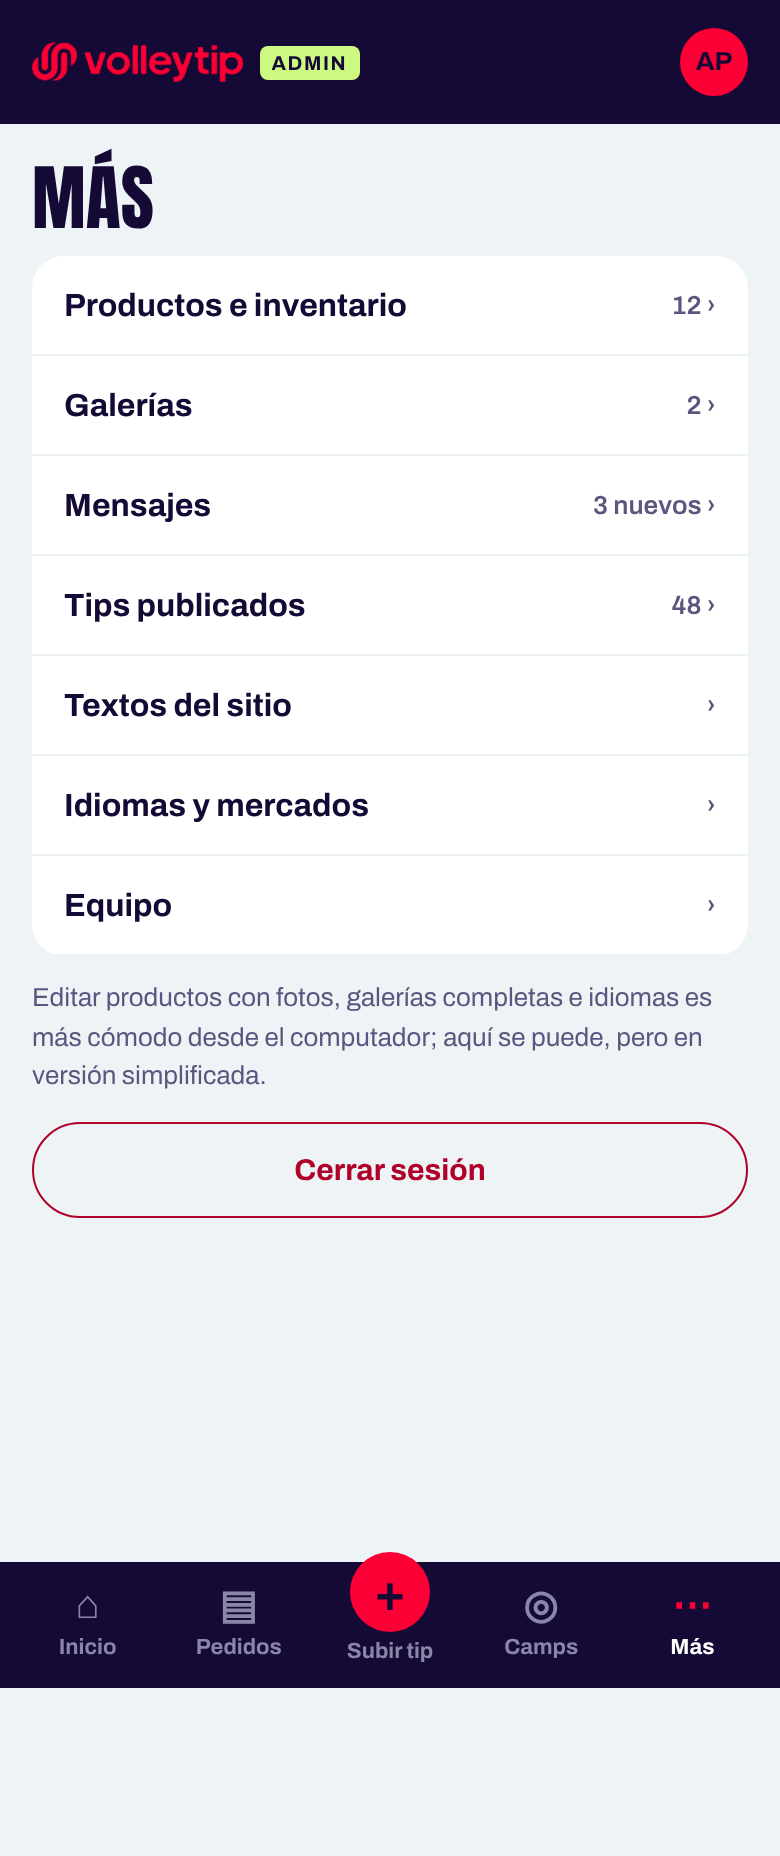 volleytip ADMIN AP
MÁS
Productos e inventario 12 ›
Galerías 2 ›
Mensajes 3 nuevos ›
Tips publicados 48 ›
Textos del sitio ›
Idiomas y mercados ›
Equipo ›
Editar productos con fotos, galerías completas e idiomas es
más cómodo desde el computador; aquí se puede, pero en
versión simplificada.
Cerrar sesión
Inicio Pedidos Subir tip Camps Más